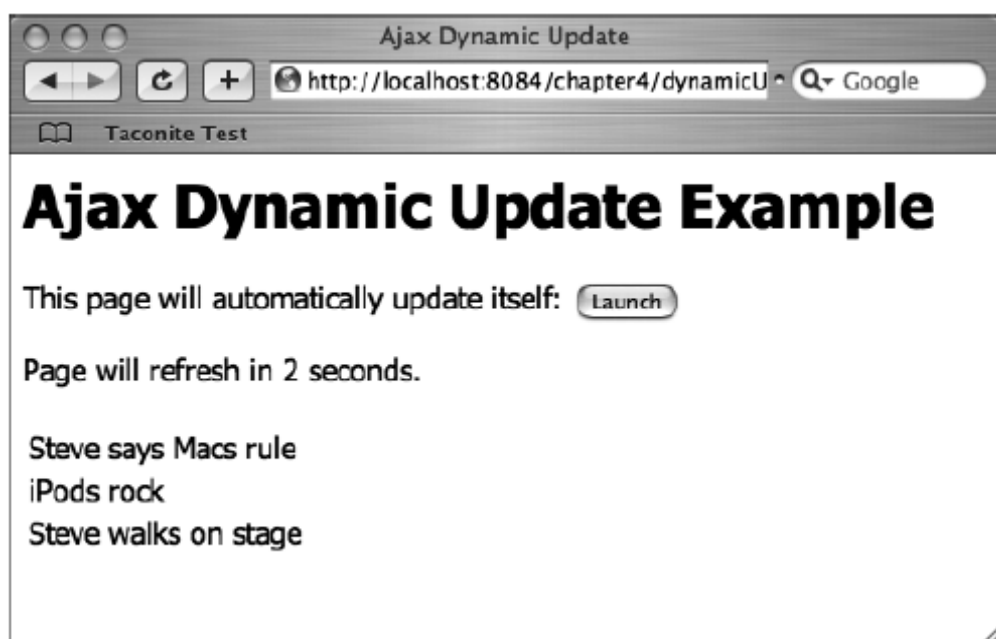 Ajax Dynamic Update
http://localhost:8084/chapter4/dynamicU
Google
Taconite Test
Ajax Dynamic Update Example
This page will automatically update itself: Launch
Page will refresh in 2 seconds.
Steve says Macs rule
iPods rock
Steve walks on stage